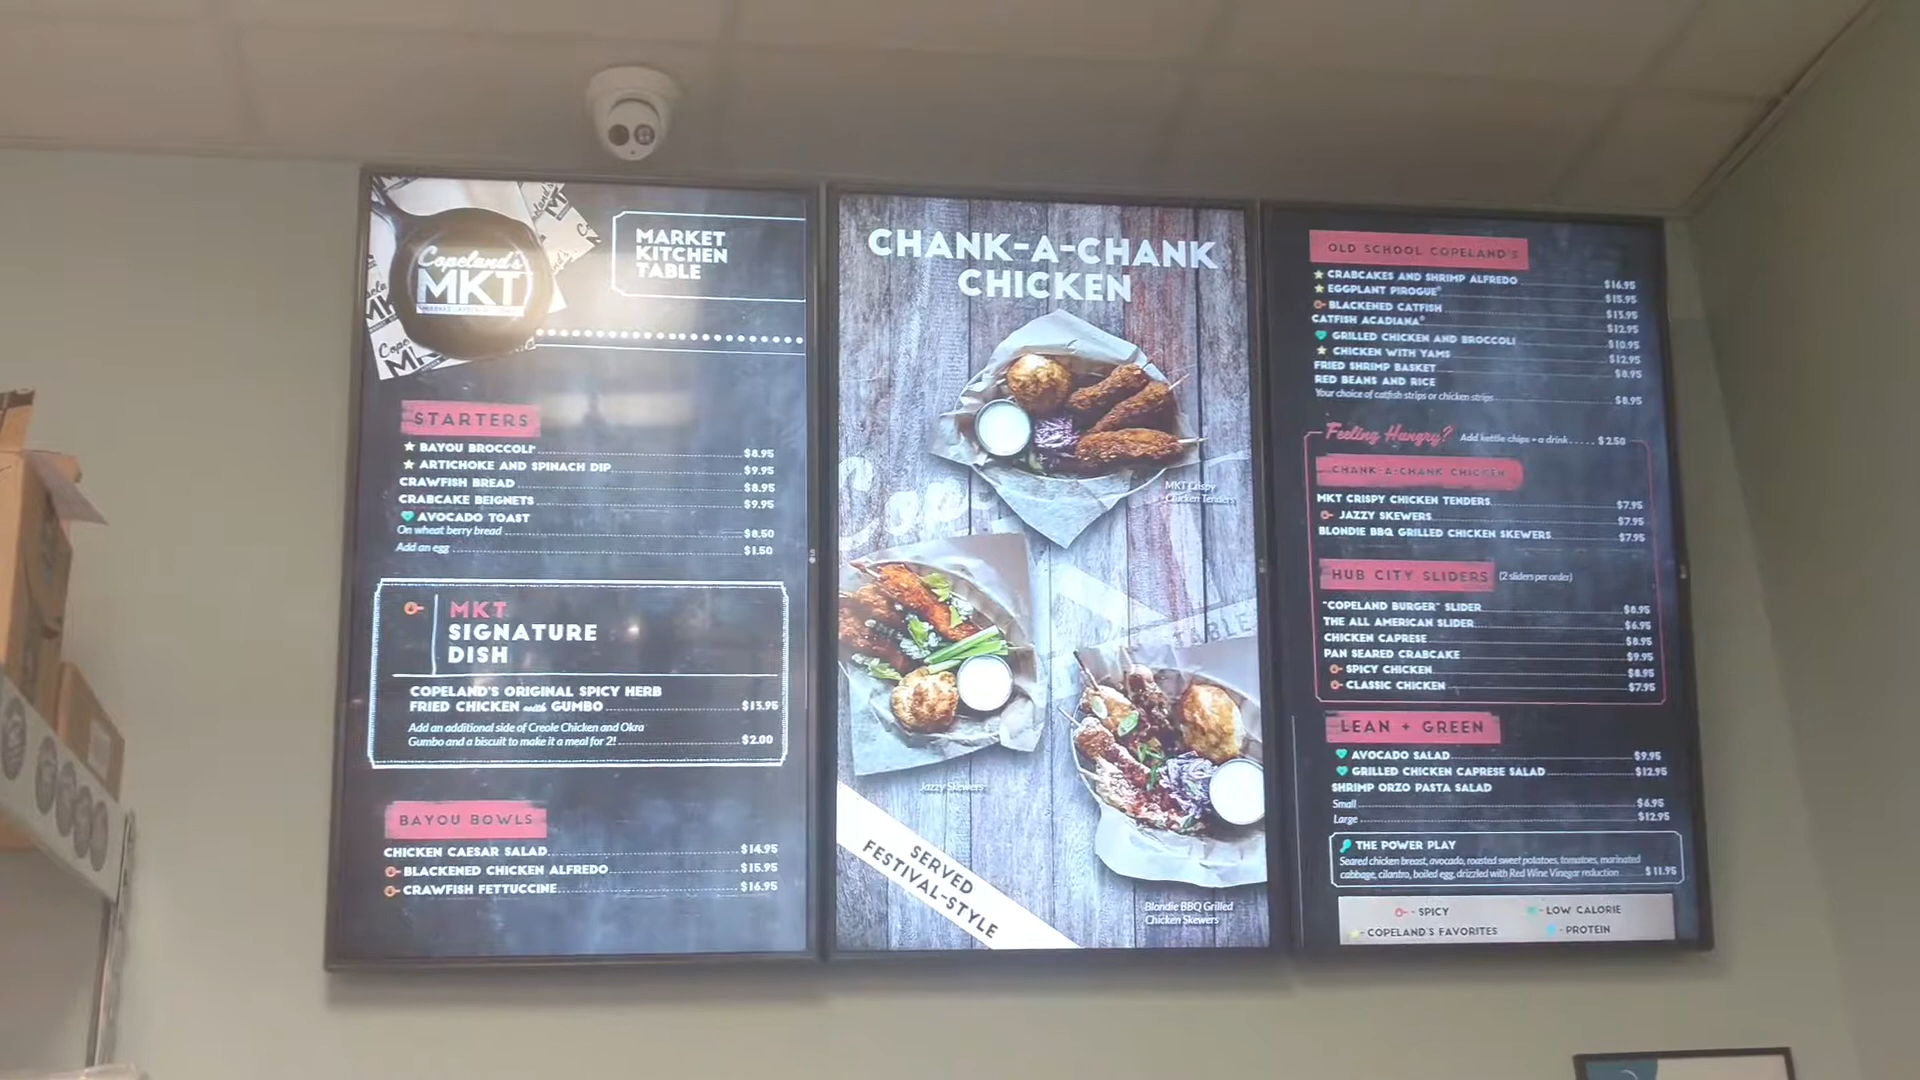 Copeland's
MKT
MARKET
KITCHEN
TABLE
STARTERS
BAYOU BROCCOLI $8.95
ARTICHOKE AND SPINACH DIP $9.95
CRAWFISH BREAD $8.95
CRABCAKE BEIGNETS $9.95
AVOCADO TOAST
On wheat berry bread $8.50
Add an egg $1.50
MKT
SIGNATURE
DISH
COPELAND'S ORIGINAL SPICY HERB
FRIED CHICKEN with GUMBO $15.95
Add an additional side of Creole Chicken and Okra
Gumbo and a biscuit to make it a meal for 2! $2.00
BAYOU BOWLS
CHICKEN CAESAR SALAD $14.95
BLACKENED CHICKEN ALFREDO $15.95
CRAWFISH FETTUCCINE $16.95
CHANK-A-CHANK
CHICKEN
MKT Crispy
Chicken Tenders
TABLE
Jazzy Skewers
SERVED
FESTIVAL-STYLE
Blondie BBQ Grilled
Chicken Skewers
OLD SCHOOL COPELAND'S
CRABCAKES AND SHRIMP ALFREDO $16.95
EGGPLANT PIROGUE® $15.95
BLACKENED CATFISH $15.95
CATFISH ACADIANA® $12.95
GRILLED CHICKEN AND BROCCOLI $10.95
CHICKEN WITH YAMS $12.95
FRIED SHRIMP BASKET $8.95
RED BEANS AND RICE
Your choice of catfish strips or chicken strips $8.95
Feeling Hungry? Add kettle chips + a drink..... $2.50
CHANK-A-CHANK CHICKEN
MKT CRISPY CHICKEN TENDERS $7.95
JAZZY SKEWERS $7.95
BLONDIE BBQ GRILLED CHICKEN SKEWERS $7.95
HUB CITY SLIDERS (2 sliders per order)
"COPELAND BURGER" SLIDER $8.95
THE ALL AMERICAN SLIDER $6.95
CHICKEN CAPRESE $8.95
PAN SEARED CRABCAKE $9.95
SPICY CHICKEN $8.95
CLASSIC CHICKEN $7.95
LEAN + GREEN
AVOCADO SALAD $9.95
GRILLED CHICKEN CAPRESE SALAD $12.95
SHRIMP ORZO PASTA SALAD
Small $6.95
Large $12.95
THE POWER PLAY
Seared chicken breast, avocado, roasted sweet potatoes, tomatoes, marinated
cabbage, cilantro, boiled egg, drizzled with Red Wine Vinegar reduction $11.95
- SPICY - LOW CALORIE
- COPELAND'S FAVORITES - PROTEIN